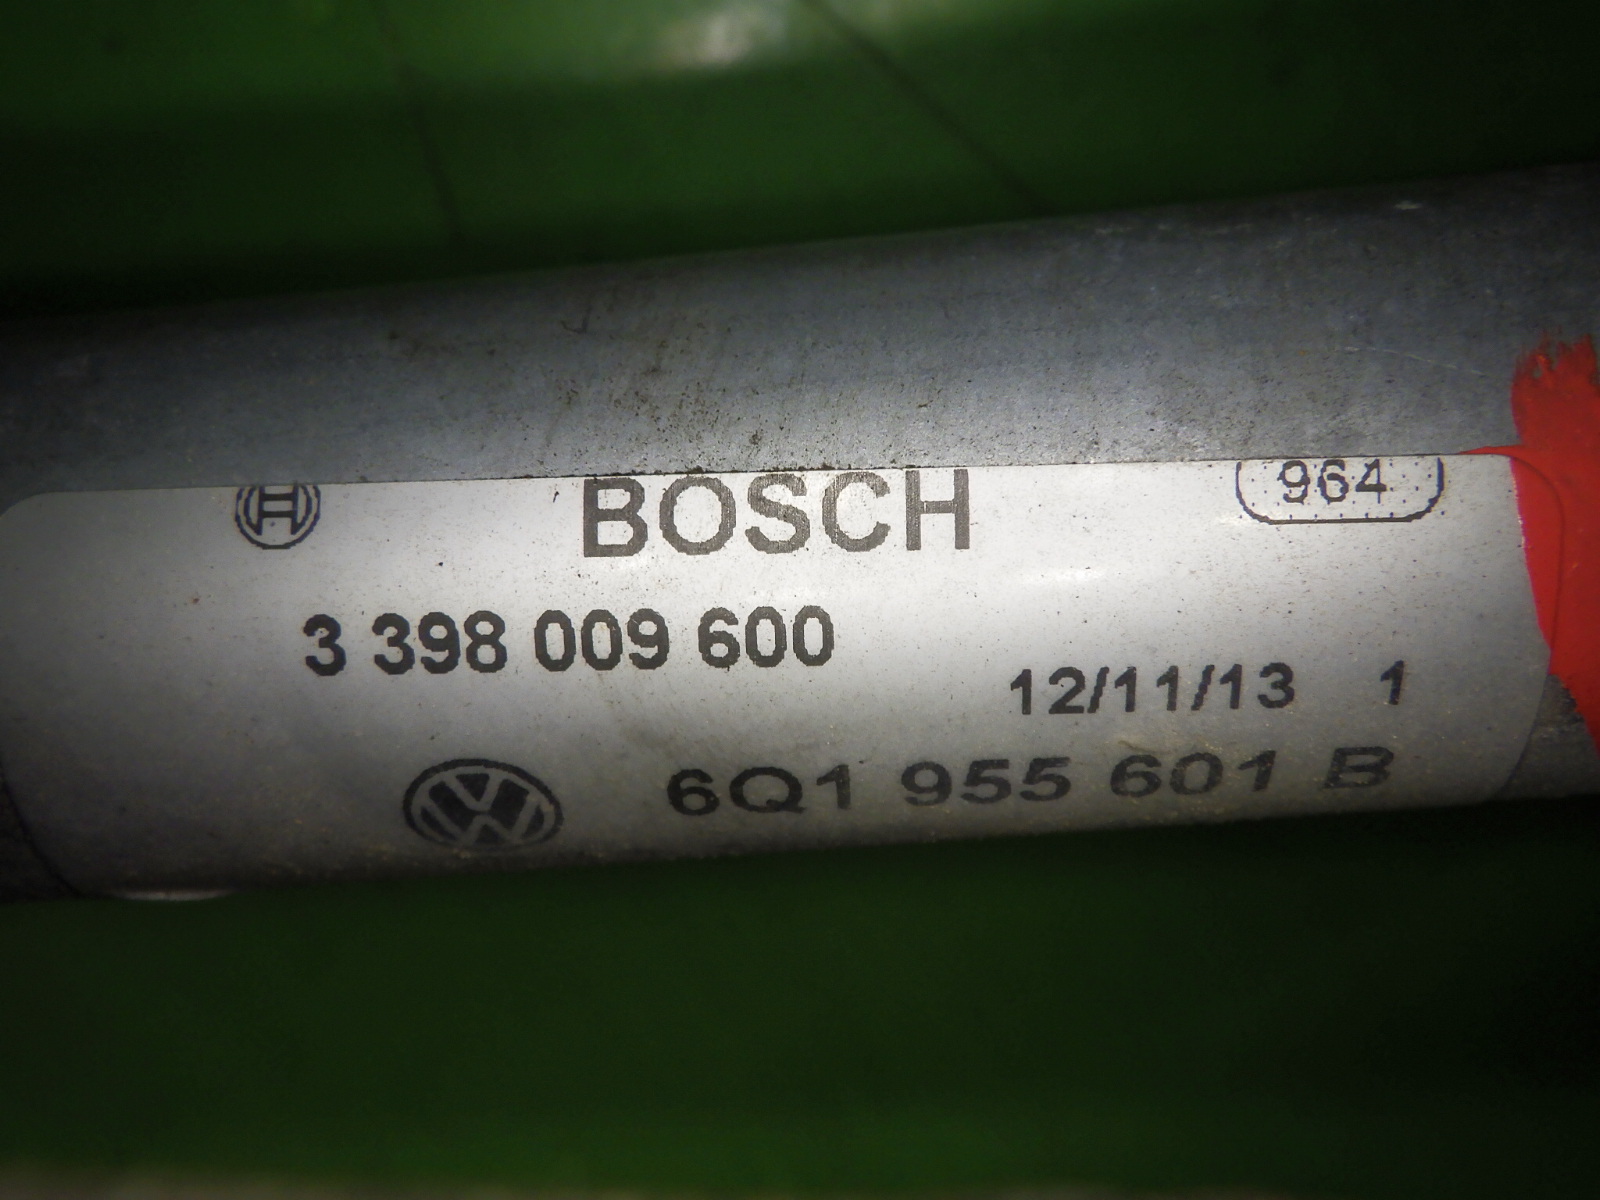 BOSCH 964
3 398 009 600
12/11/13 1
6Q1 955 601 B